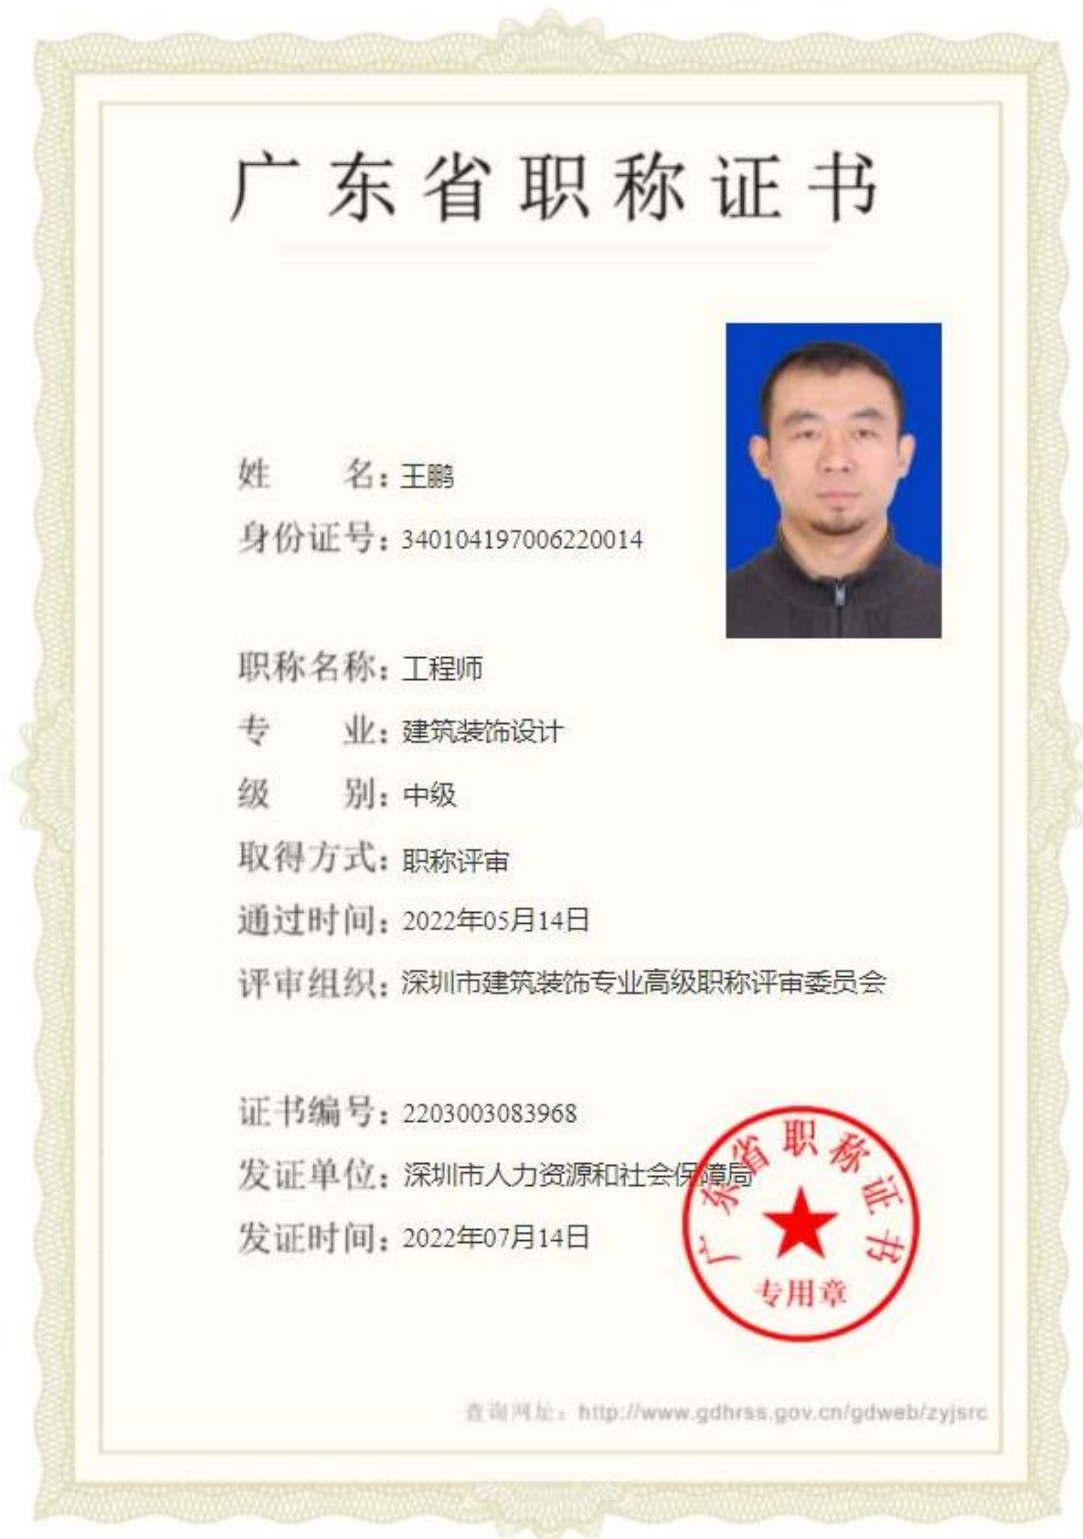 广东省职称证书
姓名：王鹏
身份证号：340104197006220014
职称名称：工程师
专业：建筑装饰设计
级别：中级
取得方式：职称评审
通过时间：2022年05月14日
评审组织：深圳市建筑装饰专业高级职称评审委员会
证书编号：2203003083968
发证单位：深圳市人力资源和社会保障局
发证时间：2022年07月14日
广东省职称证书
专用章
查询网址：http://www.gdhrss.gov.cn/gdweb/zyjsrc